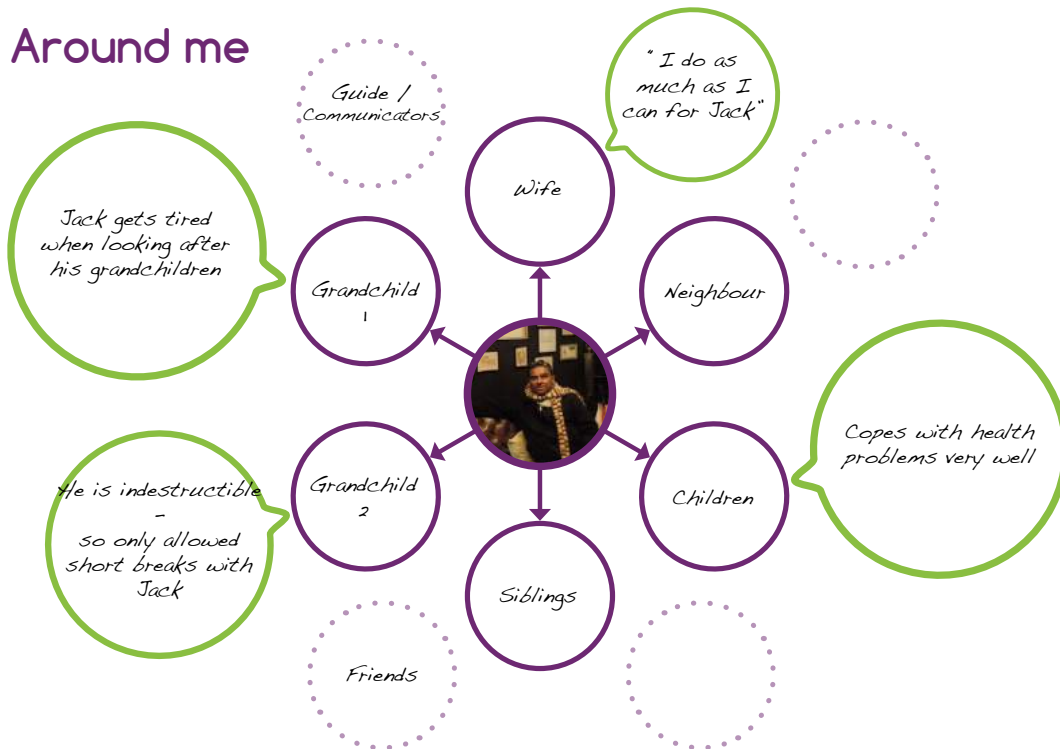 Around me
Guide /
Communicators
" I do as
much as I
can for Jack"
Wife
Jack gets tired
when looking after
his grandchildren
Grandchild
1
Neighbour
Copes with health
problems very well
He is indestructible
-
so only allowed
short breaks with
Jack
Grandchild
2
Children
Siblings
Friends